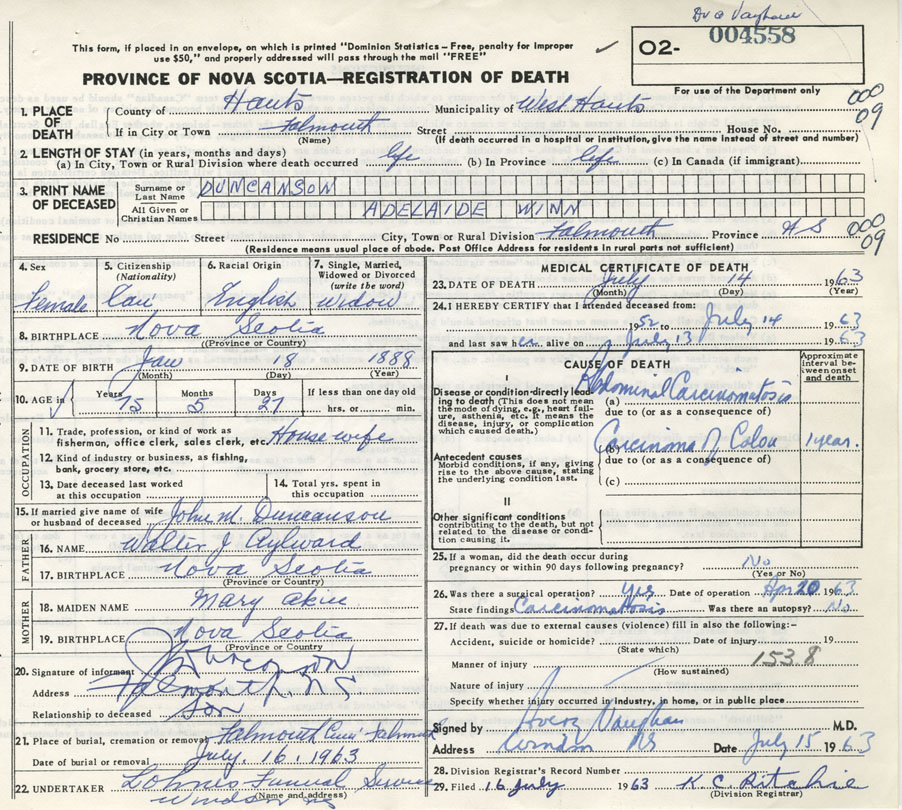 Dr a Vaughan
This form, if placed in an envelope, on which is printed "Dominion Statistics – Free, penalty for improper
use $50," and properly addressed will pass through the mail "FREE"
✓
O2- 004558
PROVINCE OF NOVA SCOTIA—REGISTRATION OF DEATH
For use of the Department only
1. PLACE OF DEATH
County of Hants Municipality of West Hants 000 09
If in City or Town Falmouth Street House No.
(Name) (If death occurred in a hospital or institution, give the name instead of street and number)
2. LENGTH OF STAY (in years, months and days)
(a) In City, Town or Rural Division where death occurred life (b) In Province life (c) In Canada (if immigrant)
3. PRINT NAME OF DECEASED
Surname or Last Name DUNCANSON
All Given or Christian Names ADELAIDE WINN
RESIDENCE No Street City, Town or Rural Division Falmouth Province N S 000 09
(Residence means usual place of abode. Post Office Address for residents in rural parts not sufficient)
4. Sex 5. Citizenship (Nationality) 6. Racial Origin 7. Single, Married, Widowed or Divorced (write the word)
Female Can English Widow
8. BIRTHPLACE Nova Scotia
(Province or Country)
9. DATE OF BIRTH Jan 18 1888
(Month) (Day) (Year)
10. AGE in ✓ Years 75 Months 5 Days 27 If less than one day
hrs. or min.
OCCUPATION
11. Trade, profession, or kind of work as
fisherman, office clerk, sales clerk, etc. House wife
12. Kind of industry or business, as fishing,
bank, grocery store, etc.
13. Date deceased last worked at this occupation 14. Total yrs. spent in this occupation
15. If married give name of wife
or husband of deceased John M. Duncanson
FATHER
16. NAME Walter J Aylward
17. BIRTHPLACE Nova Scotia
(Province or Country)
MOTHER
18. MAIDEN NAME Mary Akin
19. BIRTHPLACE Nova Scotia
(Province or Country
20. Signature of informant
Address Falmouth, NS
Relationship to deceased Son
21. Place of burial, cremation or removal Falmouth Cem Falmouth
Date of burial or removal July 16, 1963
22. UNDERTAKER Lohnes Funeral Service
Windsor
(Name and address)
MEDICAL CERTIFICATE OF DEATH
23. DATE OF DEATH July 14 1963
(Month) (Day) (Year)
24. I HEREBY CERTIFY that I attended deceased from:
1952 July 14 1963
and last saw her alive on July 13 1963
CAUSE OF DEATH
Approximate interval between onset and death
I
Disease or condition directly leading to death (This does not mean the mode of dying, e.g., heart failure, asthenia, etc. It means the disease, injury, or complication which caused death.)
(a) Abdominal Carcinomatosis
due to (or as a consequence of)
Antecedent causes
Morbid conditions, if any, giving rise to the above cause, stating the underlying condition last.
(b) Carcinoma of Colon 1 year.
due to (or as a consequence of)
(c)
II
Other significant conditions
contributing to the death, but not related to the disease or condition causing it.
25. If a woman, did the death occur during
pregnancy or within 90 days following pregnancy? No
(Yes or No)
26. Was there a surgical operation? Yes Date of operation Apr 20 1963
State findings Carcinomatosis Was there an autopsy? No
27. If death was due to external causes (violence) fill in also the following:–
Accident, suicide or homicide? Date of injury 19
(State which)
Manner of injury 153.8
(How sustained)
Nature of injury
Specify whether injury occurred in industry, in home, or in public place
Signed by Vaughan M.D.
Address Windsor NS Date July 15 1963
28. Division Registrar's Record Number
29. Filed 16 July 1963 K. C. Ritchie
(Division Registrar)